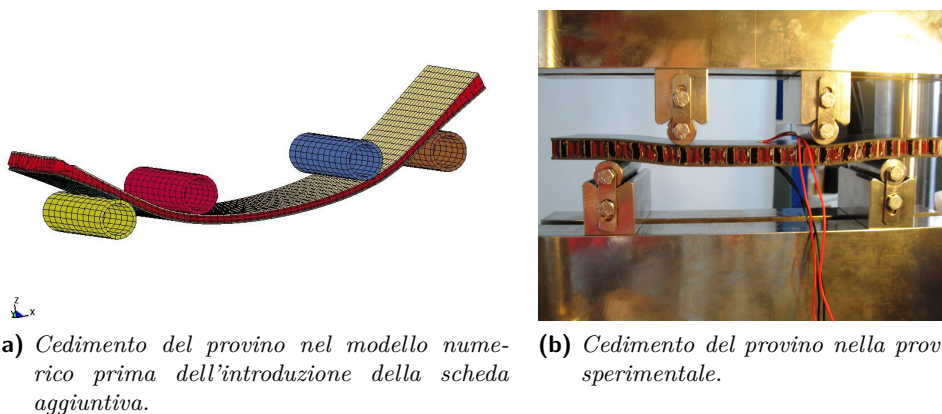 Z
X
a) Cedimento del provino nel modello nume-
rico prima dell'introduzione della scheda
aggiuntiva.
(b) Cedimento del provino nella prov
sperimentale.